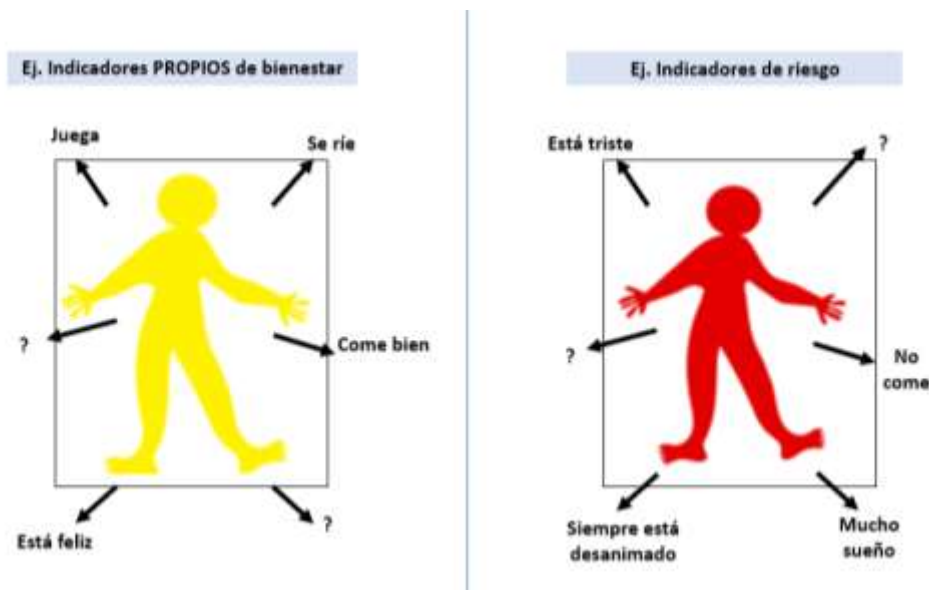 Ej. Indicadores PROPIOS de bienestar
Juega
Se ríe
?
Come bien
Está feliz
?
Ej. Indicadores de riesgo
Está triste
?
?
No
come
Siempre está
desanimado
Mucho
sueño